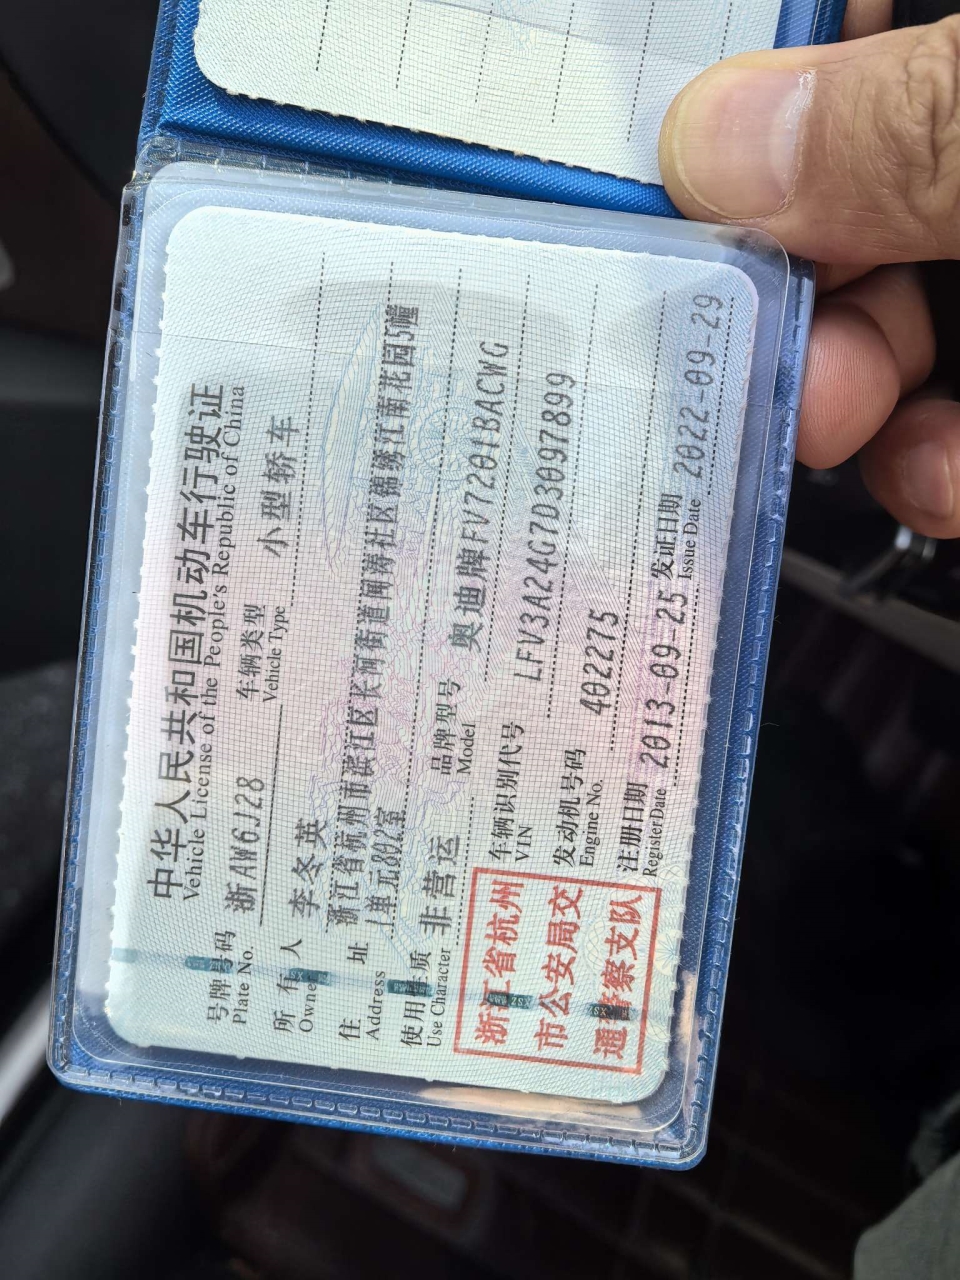 中华人民共和国机动车行驶证
Vehicle License of the People's Republic of China
号牌号码 浙AW6J28 车辆类型 小型轿车
Plate No. Vehicle Type
所有人 李冬英
Owner
住址 浙江省杭州市滨江区长河街道闻涛社区锦绣江南花园5幢
Address 1单元802室
使用性质 非营运 品牌型号 奥迪牌FV7201BACWG
Use Character Model
浙江省杭州
市公安局交
通警察支队
车辆识别代号 LFV3A24G7D3097899
VIN
发动机号码 402275
Engine No.
注册日期 2013-09-25 发证日期 2022-09-29
Register Date Issue Date